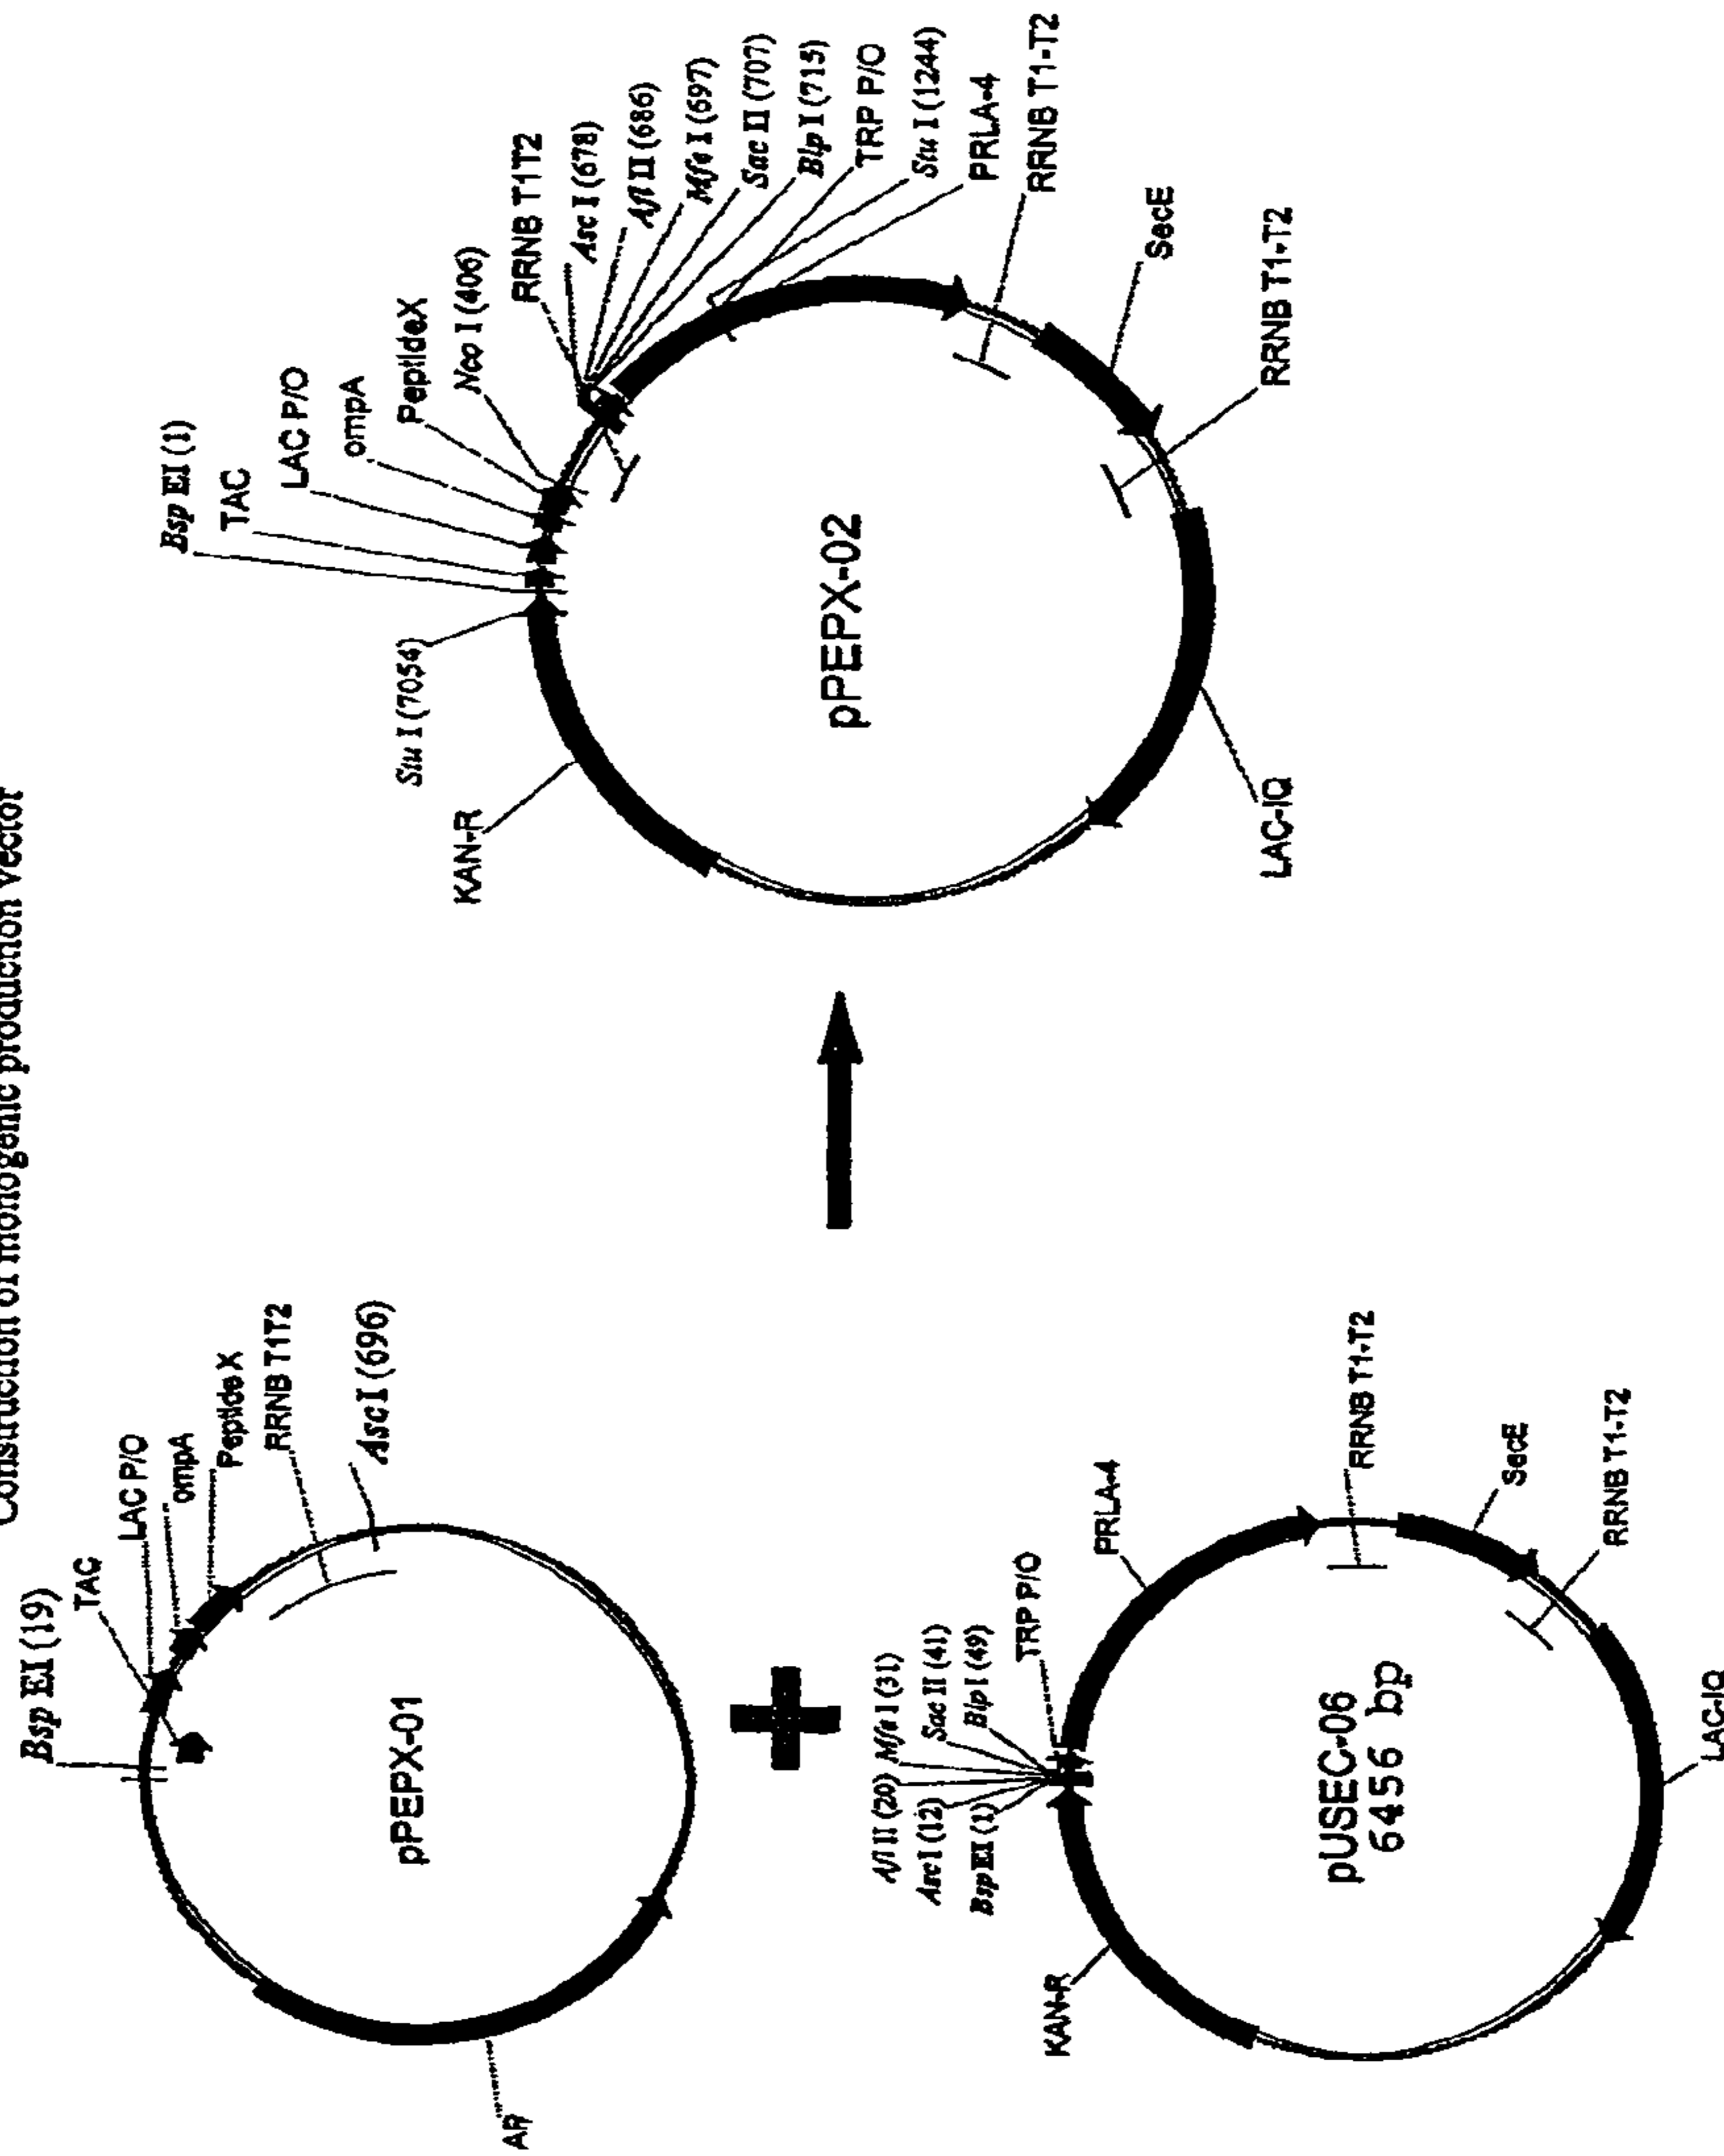 Construction of monogenic production vector
Bsp EI (19)
TAC
LAC P/O
ompA
Peptide X
RRNB T1T2
AscI (696)
pPEPX-01
AR
Afl II (20)
Mfe I (31)
Asc I (12)
Sac II (41)
Bsp EI (1)
Blp I (49)
TRP P/O
PRLA-4
RRNB T1-T2
SecE
RRNB T1-T2
LAC-IQ
KAN-R
pUSEC-06
6456 bp
Bsp EI (1)
TAC
LAC P/O
ompA
PeptideX
Nco I (406)
RRNB T1T2
Asc I (678)
Afl II (686)
Mfe I (697)
Sac II (707)
Blp I (715)
TRP P/O
Stu I (1244)
PRLA-4
RRNB T1-T2
SecE
RRNB T1-T2
LAC-IQ
KAN-R
Stu I (7056)
pPEPX-02